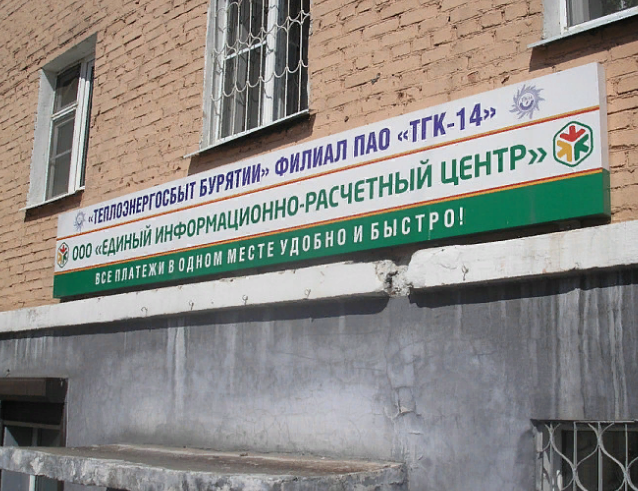 «ТЕПЛОЭНЕРГОСБЫТ БУРЯТИИ» ФИЛИАЛ ПАО «ТГК-14»
ООО «ЕДИНЫЙ ИНФОРМАЦИОННО-РАСЧЕТНЫЙ ЦЕНТР»
ВСЕ ПЛАТЕЖИ В ОДНОМ МЕСТЕ УДОБНО И БЫСТРО!